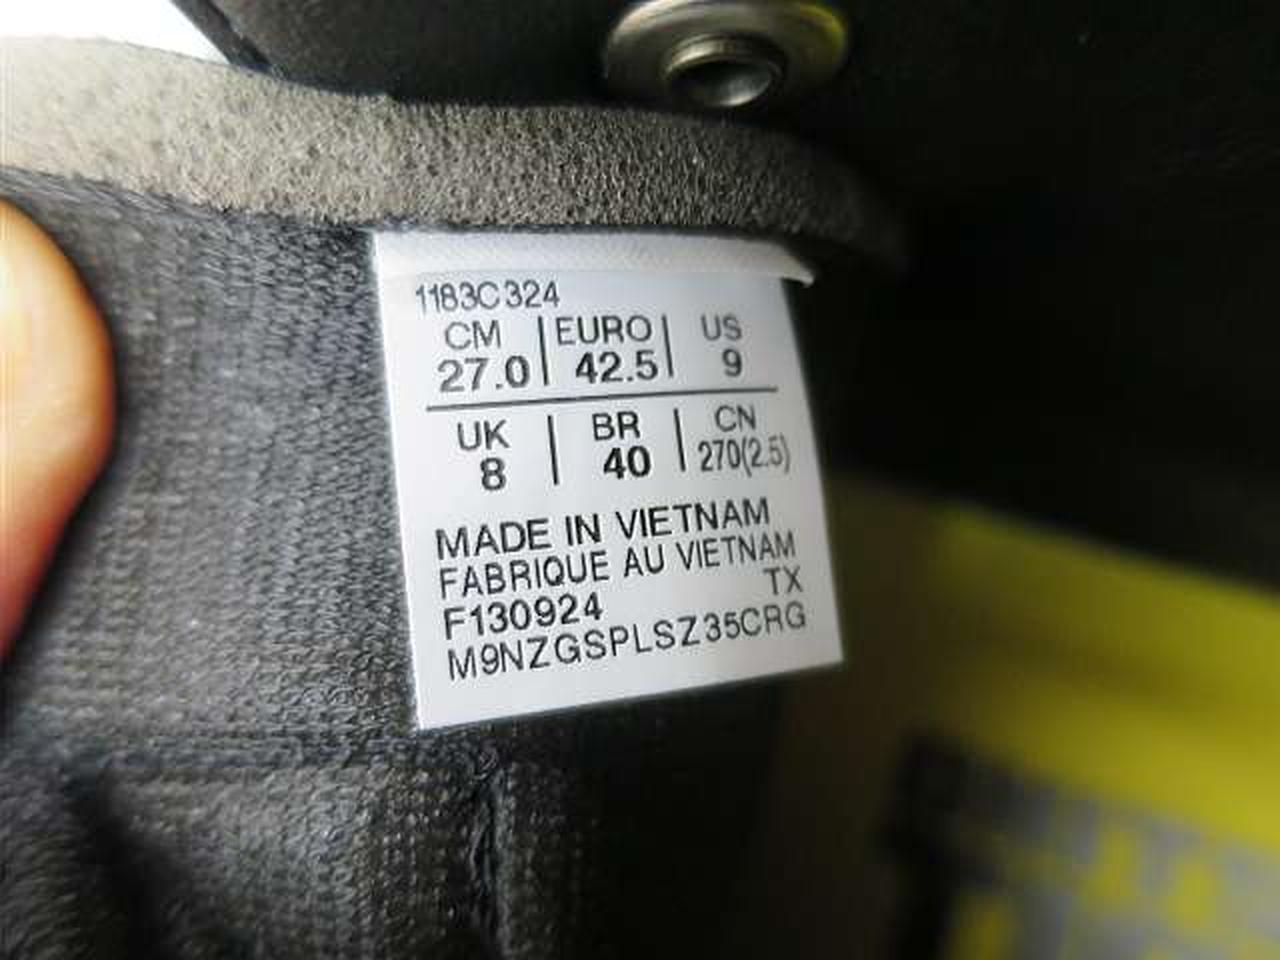 1183C324
CM | EURO | US
27.0 | 42.5 | 9
UK | BR | CN
8 | 40 | 270(2.5)
MADE IN VIETNAM
FABRIQUE AU VIETNAM
TX
F130924
M9NZGSPLSZ35CRG